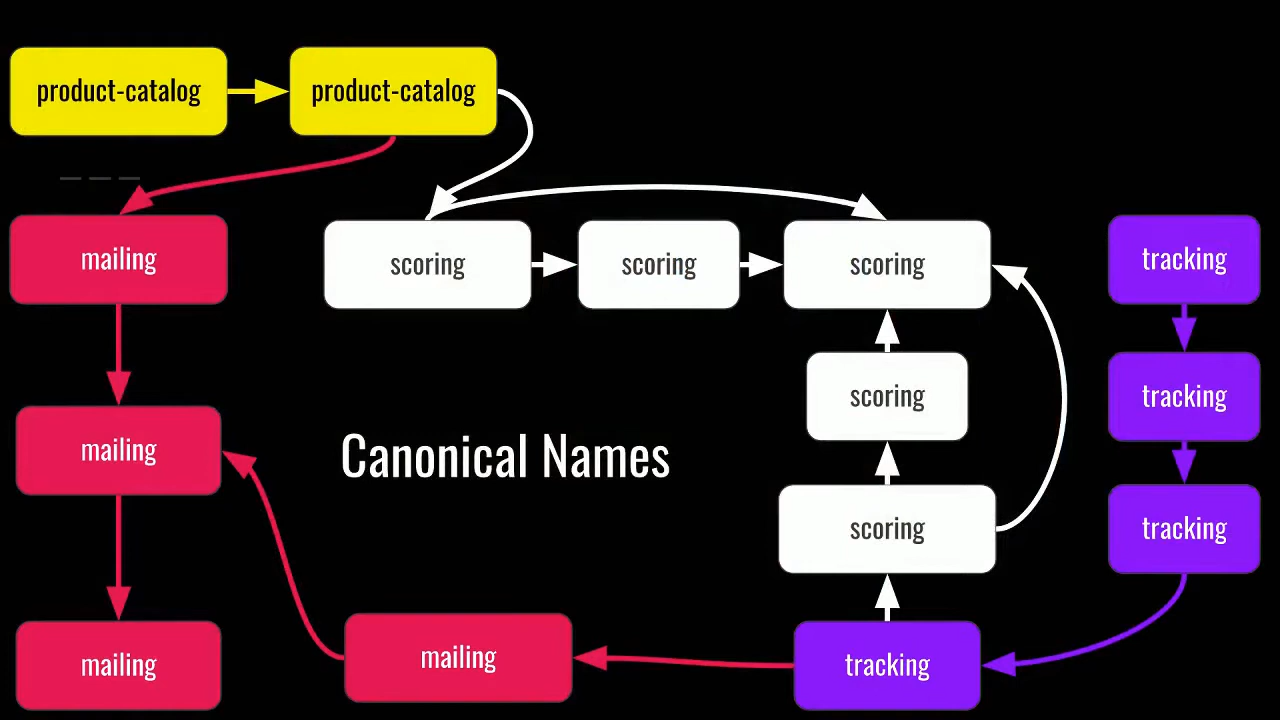 product-catalog
product-catalog
mailing
scoring
scoring
scoring
tracking
scoring
tracking
mailing
Canonical Names
scoring
tracking
mailing
mailing
tracking